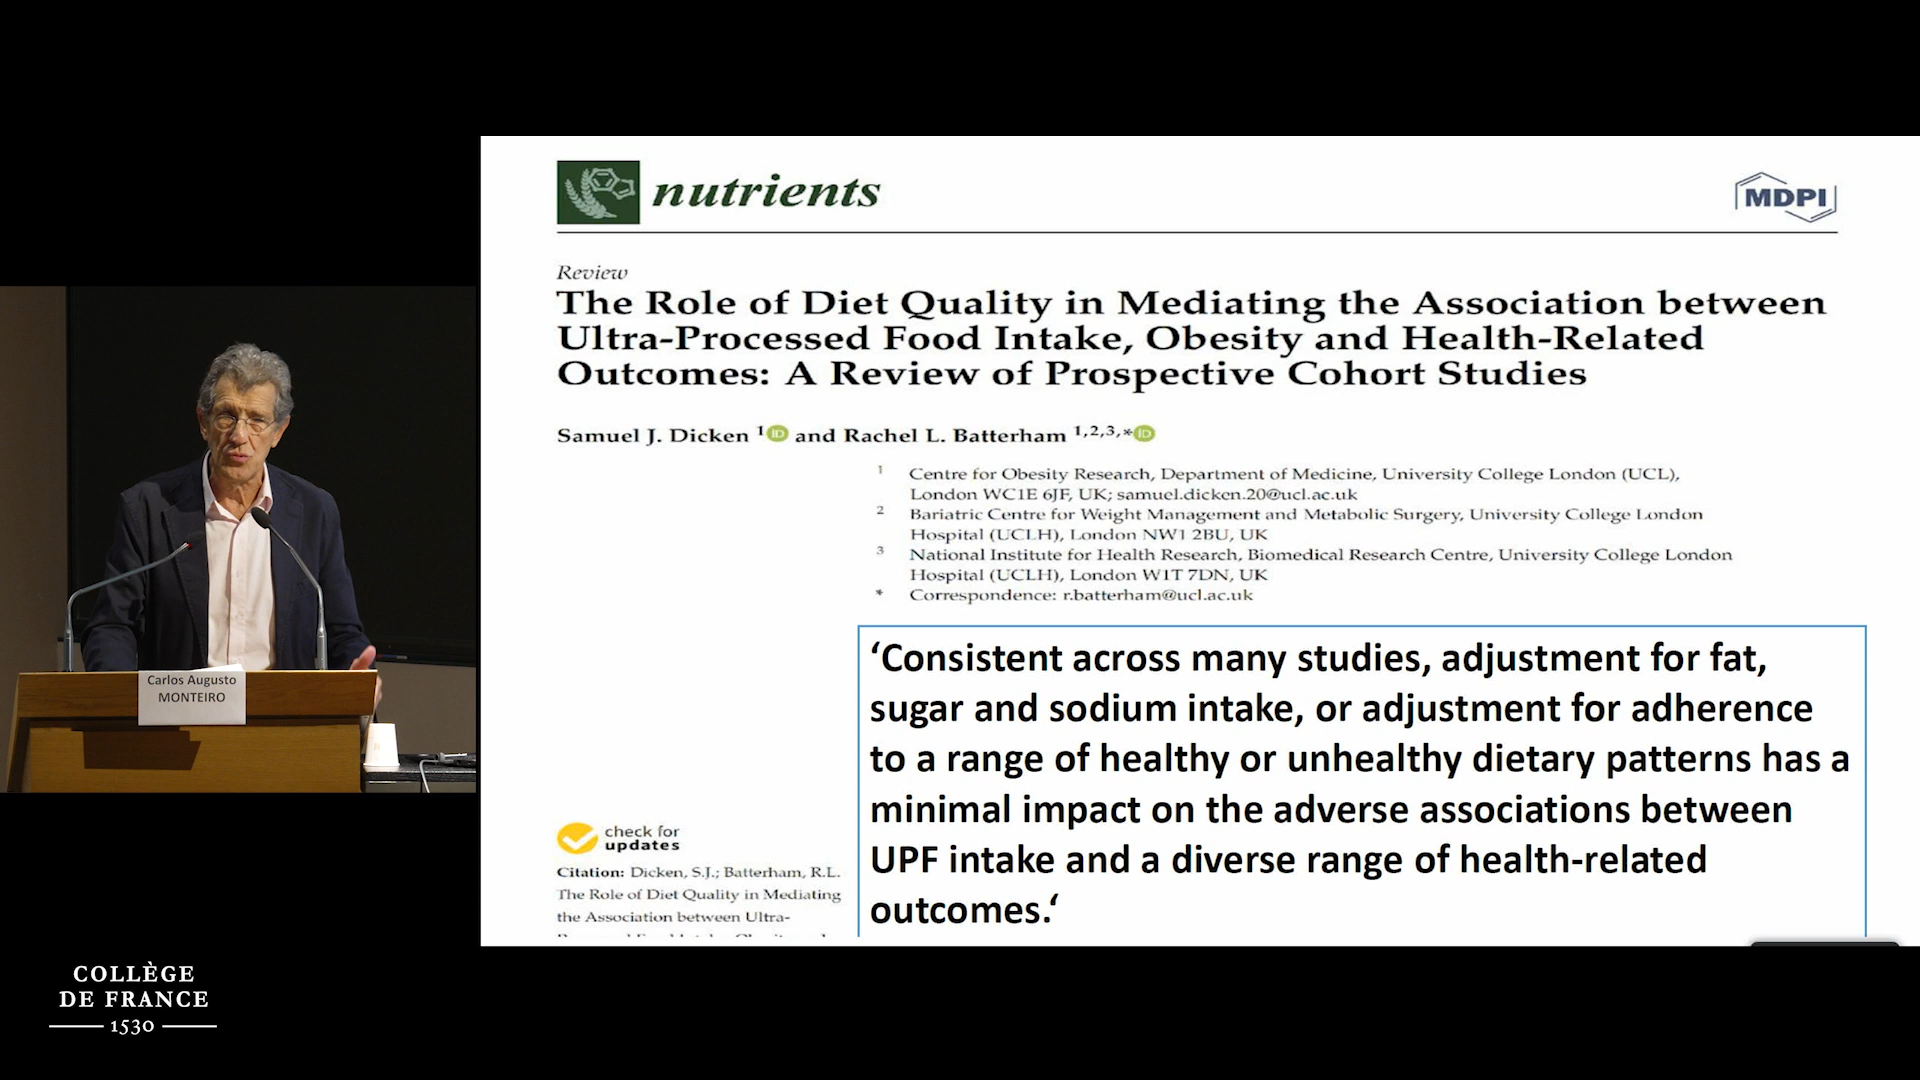 nutrients
MDPI
Review
The Role of Diet Quality in Mediating the Association between
Ultra-Processed Food Intake, Obesity and Health-Related
Outcomes: A Review of Prospective Cohort Studies
Samuel J. Dicken 1 iD and Rachel L. Batterham 1,2,3,* iD
1 Centre for Obesity Research, Department of Medicine, University College London (UCL),
London WC1E 6JF, UK; samuel.dicken.20@ucl.ac.uk
2 Bariatric Centre for Weight Management and Metabolic Surgery, University College London
Hospital (UCLH), London NW1 2BU, UK
3 National Institute for Health Research, Biomedical Research Centre, University College London
Hospital (UCLH), London W1T 7DN, UK
* Correspondence: r.batterham@ucl.ac.uk
‘Consistent across many studies, adjustment for fat,
sugar and sodium intake, or adjustment for adherence
to a range of healthy or unhealthy dietary patterns has a
minimal impact on the adverse associations between
UPF intake and a diverse range of health-related
outcomes.‘
check for
updates
Citation: Dicken, S.J.; Batterham, R.L.
The Role of Diet Quality in Mediating
the Association between Ultra-
Carlos Augusto
MONTEIRO
COLLÈGE
DE FRANCE
1530